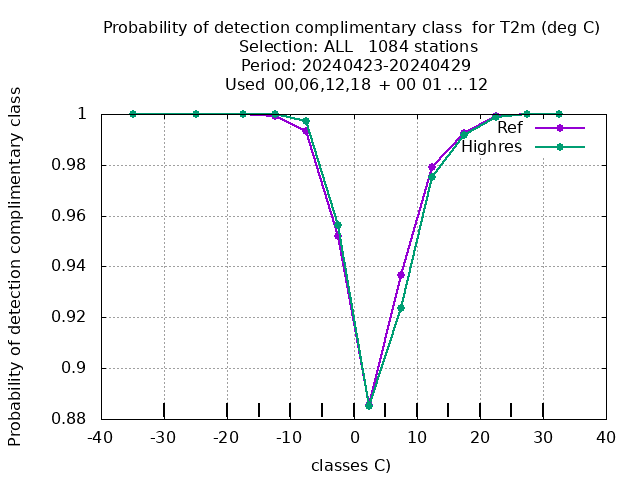 Probability of detection complimentary class for T2m (deg C)
Selection: ALL 1084 stations
Period: 20240423-20240429
Used 00,06,12,18 + 00 01 ... 12
Probability of detection complimentary class
1
0.98
0.96
0.94
0.92
0.9
0.88
Ref
Highres
-40 -30 -20 -10 0 10 20 30 40
classes C)